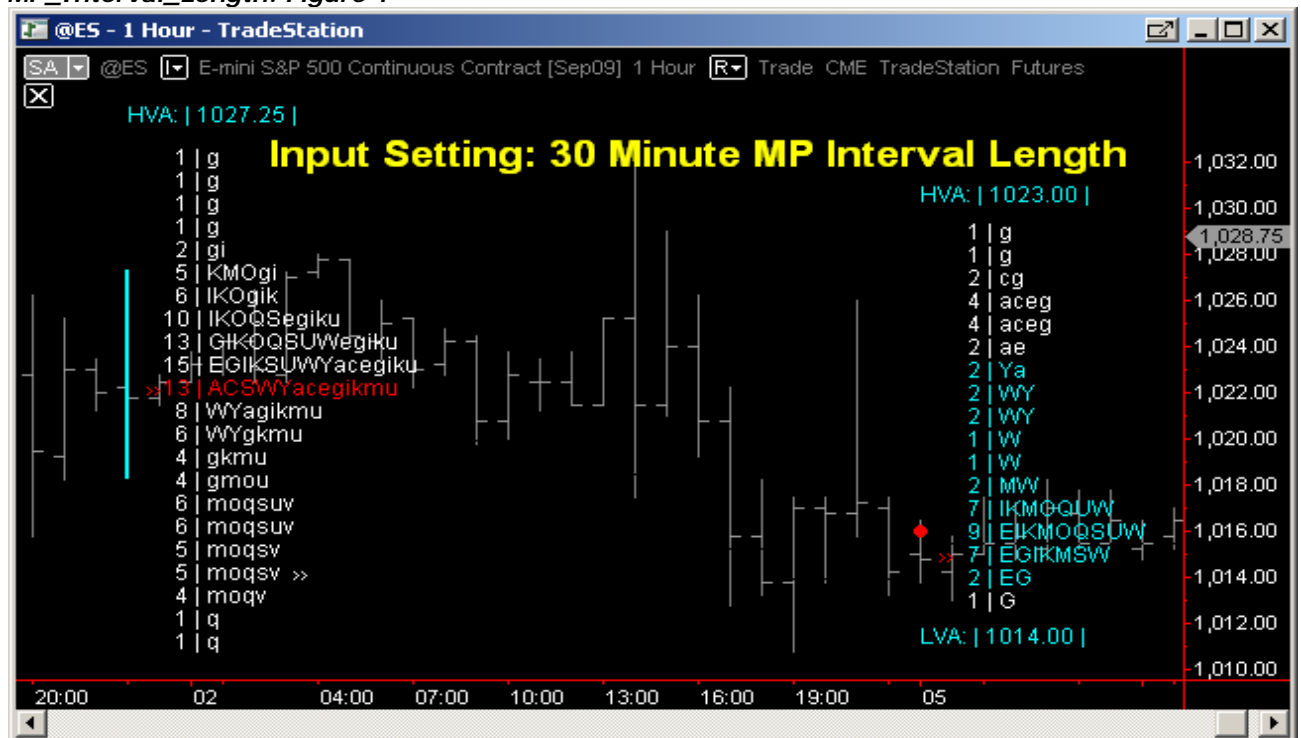 @ES - 1 Hour - TradeStation
SA @ES I E-mini S&P 500 Continuous Contract [Sep09] 1 Hour R Trade CME TradeStation Futures
HVA: | 1027.25 |
Input Setting: 30 Minute MP Interval Length
1 | g
1 | g
1 | g
1 | g
2 | gi
5 | KMOgi
6 | IKOgik
10 | IKOQSegiku
13 | GIKOQSUWegiku
15 | EGIKSUWYacegiku
>>13 | ACSWYacegikmu
8 | WYagikmu
6 | WYgkmu
4 | gkmu
4 | gmou
6 | moqsuv
6 | moqsuv
5 | moqsv
5 | moqsv >>
4 | moqv
1 | q
1 | q
HVA: | 1023.00 |
1 | g
1 | g
2 | cg
4 | aceg
4 | aceg
2 | ae
2 | Ya
2 | WY
2 | WY
1 | W
1 | W
2 | MW
7 | IKMOQUW
9 | EIKMOQSUW
>> 7 | EGIKMSW
2 | EG
1 | G
LVA: | 1014.00 |
1,032.00
1,030.00
1,028.75
1,028.00
1,026.00
1,024.00
1,022.00
1,020.00
1,018.00
1,016.00
1,014.00
1,012.00
1,010.00
20:00 02 04:00 07:00 10:00 13:00 16:00 19:00 05